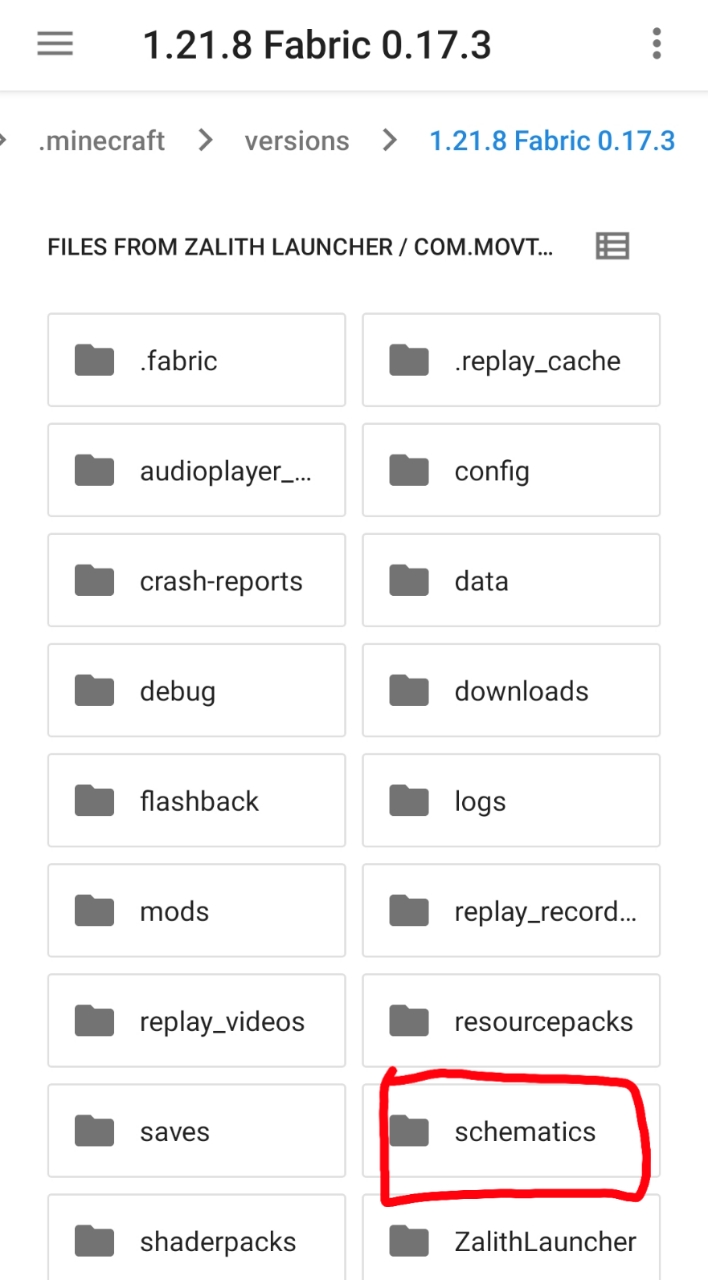 1.21.8 Fabric 0.17.3
.minecraft > versions > 1.21.8 Fabric 0.17.3
FILES FROM ZALITH LAUNCHER / COM.MOVT...
.fabric
.replay_cache
audioplayer_...
config
crash-reports
data
debug
downloads
flashback
logs
mods
replay_record...
replay_videos
resourcepacks
saves
schematics
shaderpacks
ZalithLauncher